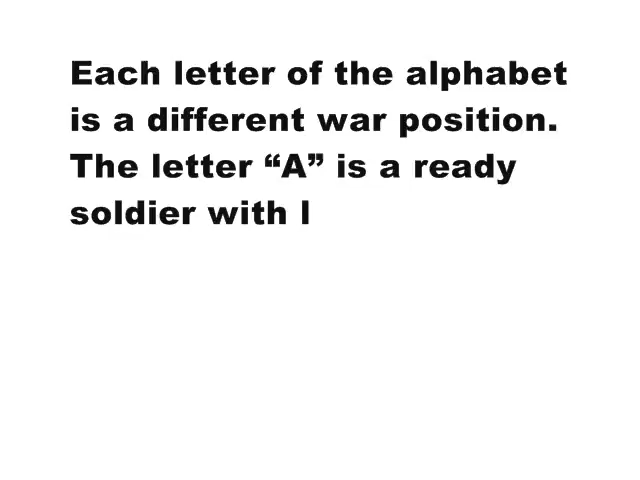 Each letter of the alphabet
is a different war position.
The letter “A” is a ready
soldier with l